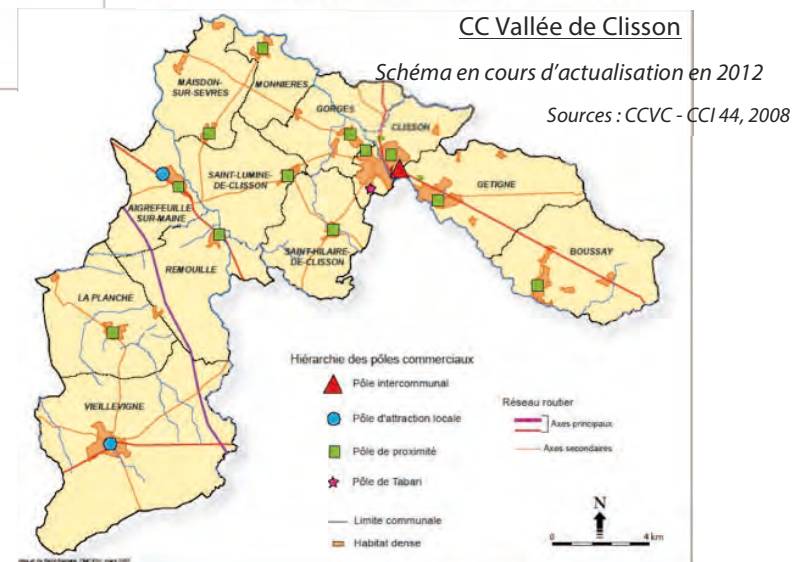 CC Vallée de Clisson
Schéma en cours d'actualisation en 2012
Sources : CCVC - CCI 44, 2008
MAISDON-
SUR-SEVRES
MONNIERES
GORGES
CLISSON
SAINT-LUMINE-
DE-CLISSON
GETIGNE
AIGREFEUILLE
SUR-MAINE
SAINT-HILAIRE
DE-CLISSON
BOUSSAY
REMOUILLE
LA PLANCHE
VIEILLEVIGNE
Hiérarchie des pôles commerciaux
Pôle intercommunal
Pôle d'attraction locale
Pôle de proximité
Pôle de Tabari
Limite communale
Habitat dense
Réseau routier
Axes principaux
Axes secondaires
N
0 4 km